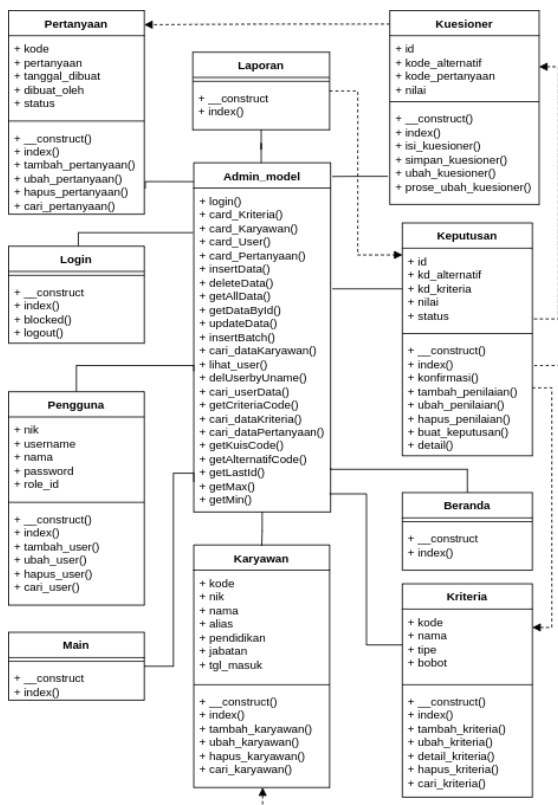 Pertanyaan
+ kode
+ pertanyaan
+ tanggal_dibuat
+ dibuat_oleh
+ status
+ __construct()
+ index()
+ tambah_pertanyaan()
+ ubah_pertanyaan()
+ hapus_pertanyaan()
+ cari_pertanyaan()
Laporan
+ __construct
+ index()
Kuesioner
+ id
+ kode_alternatif
+ kode_pertanyaan
+ nilai
+ __construct()
+ index()
+ isi_kuesioner()
+ simpan_kuesioner()
+ ubah_kuesioner()
+ prose_ubah_kuesioner()
Login
+ __construct
+ index()
+ blocked()
+ logout()
Admin_model
+ login()
+ card_Kriteria()
+ card_Karyawan()
+ card_User()
+ card_Pertanyaan()
+ insertData()
+ deleteData()
+ getAllData()
+ getDataById()
+ updateData()
+ insertBatch()
+ cari_dataKaryawan()
+ lihat_user()
+ delUserbyUname()
+ cari_userData()
+ getCriteriaCode()
+ cari_dataKriteria()
+ cari_dataPertanyaan()
+ getKuisCode()
+ getAlternatifCode()
+ getLastId()
+ getMax()
+ getMin()
Keputusan
+ id
+ kd_alternatif
+ kd_kriteria
+ nilai
+ status
+ __construct()
+ index()
+ konfirmasi()
+ tambah_penilaian()
+ ubah_penilaian()
+ hapus_penilaian()
+ buat_keputusan()
+ detail()
Pengguna
+ nik
+ username
+ nama
+ password
+ role_id
+ __construct()
+ index()
+ tambah_user()
+ ubah_user()
+ hapus_user()
+ cari_user()
Beranda
+ __construct
+ index()
Main
+ __construct
+ index()
Karyawan
+ kode
+ nik
+ nama
+ alias
+ pendidikan
+ jabatan
+ tgl_masuk
+ __construct()
+ index()
+ tambah_karyawan()
+ ubah_karyawan()
+ hapus_karyawan()
+ cari_karyawan()
Kriteria
+ kode
+ nama
+ tipe
+ bobot
+ __construct()
+ index()
+ tambah_kriteria()
+ ubah_kriteria()
+ detail_kriteria()
+ hapus_kriteria()
+ cari_kriteria()